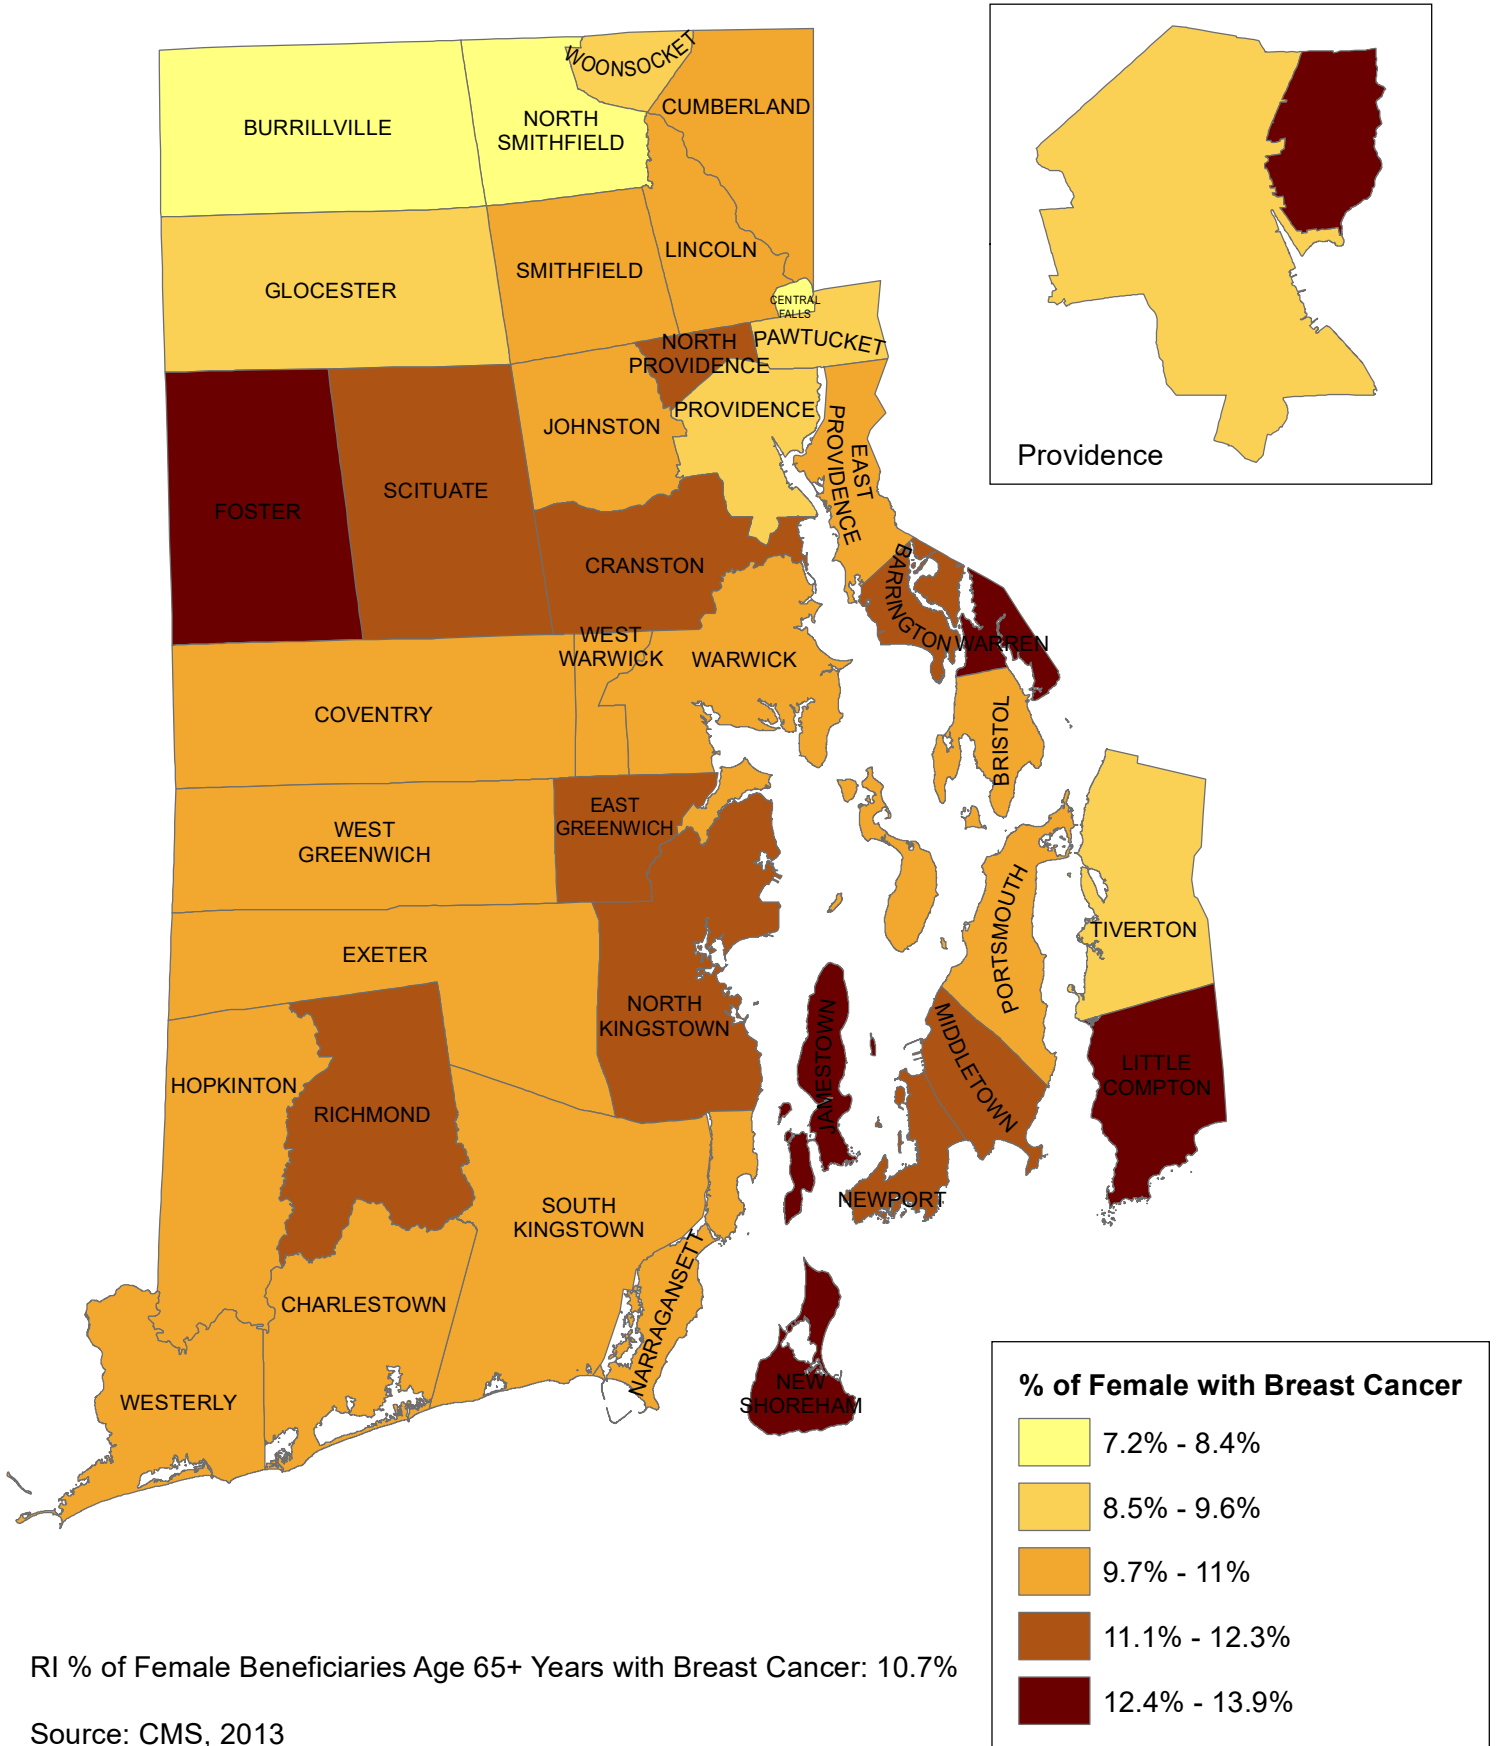 WOONSOCKET
CUMBERLAND
BURRILLVILLE
NORTH
SMITHFIELD
LINCOLN
SMITHFIELD
GLOCESTER
CENTRAL
FALLS
NORTH
PROVIDENCE
PAWTUCKET
PROVIDENCE
JOHNSTON
EAST
PROVIDENCE
SCITUATE
FOSTER
CRANSTON
BARRINGTON
WARREN
WEST
WARWICK
WARWICK
COVENTRY
BRISTOL
EAST
GREENWICH
WEST
GREENWICH
PORTSMOUTH
TIVERTON
EXETER
NORTH
KINGSTOWN
JAMESTOWN
MIDDLETOWN
LITTLE
COMPTON
HOPKINTON
RICHMOND
NEWPORT
SOUTH
KINGSTOWN
NARRAGANSETT
CHARLESTOWN
NEW
SHOREHAM
WESTERLY
Providence
% of Female with Breast Cancer
7.2% - 8.4%
8.5% - 9.6%
9.7% - 11%
11.1% - 12.3%
12.4% - 13.9%
RI % of Female Beneficiaries Age 65+ Years with Breast Cancer: 10.7%
Source: CMS, 2013